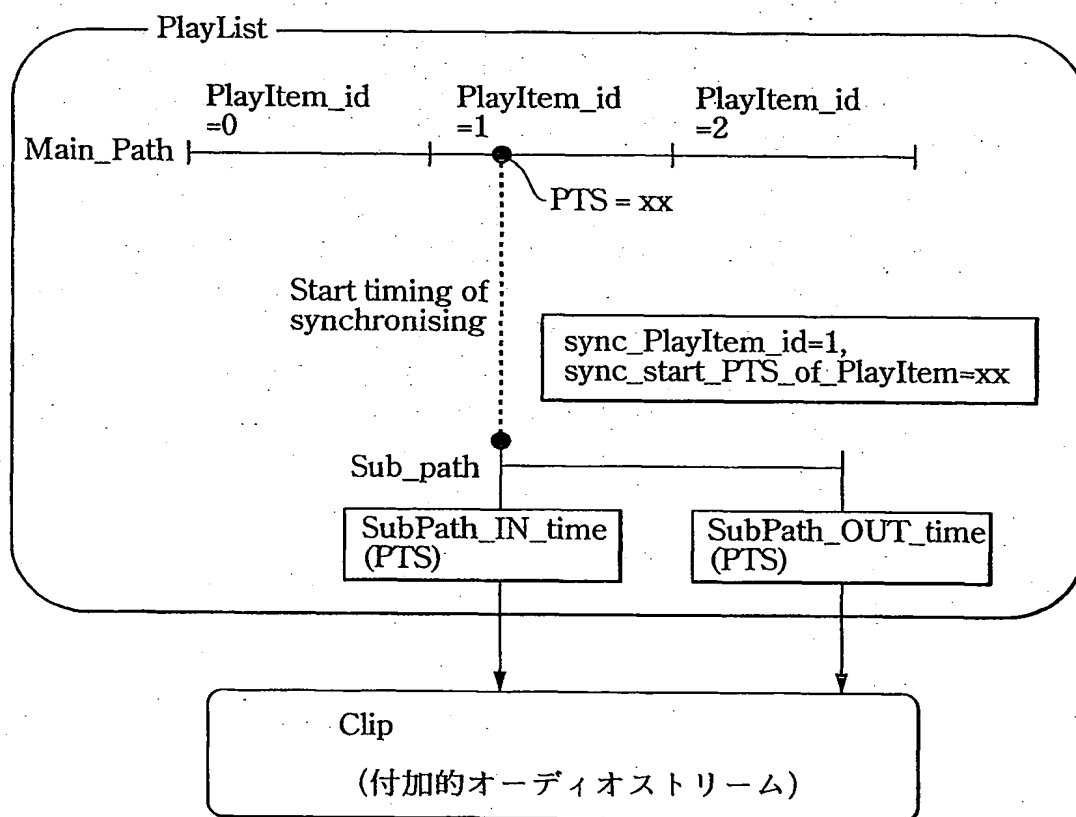 PlayList
PlayItem_id
=0
PlayItem_id
=1
PlayItem_id
=2
Main_Path
PTS = xx
Start timing of
synchronising
sync_PlayItem_id=1,
sync_start_PTS_of_PlayItem=xx
Sub_path
SubPath_IN_time
(PTS)
SubPath_OUT_time
(PTS)
Clip
(付加的オーディオストリーム)